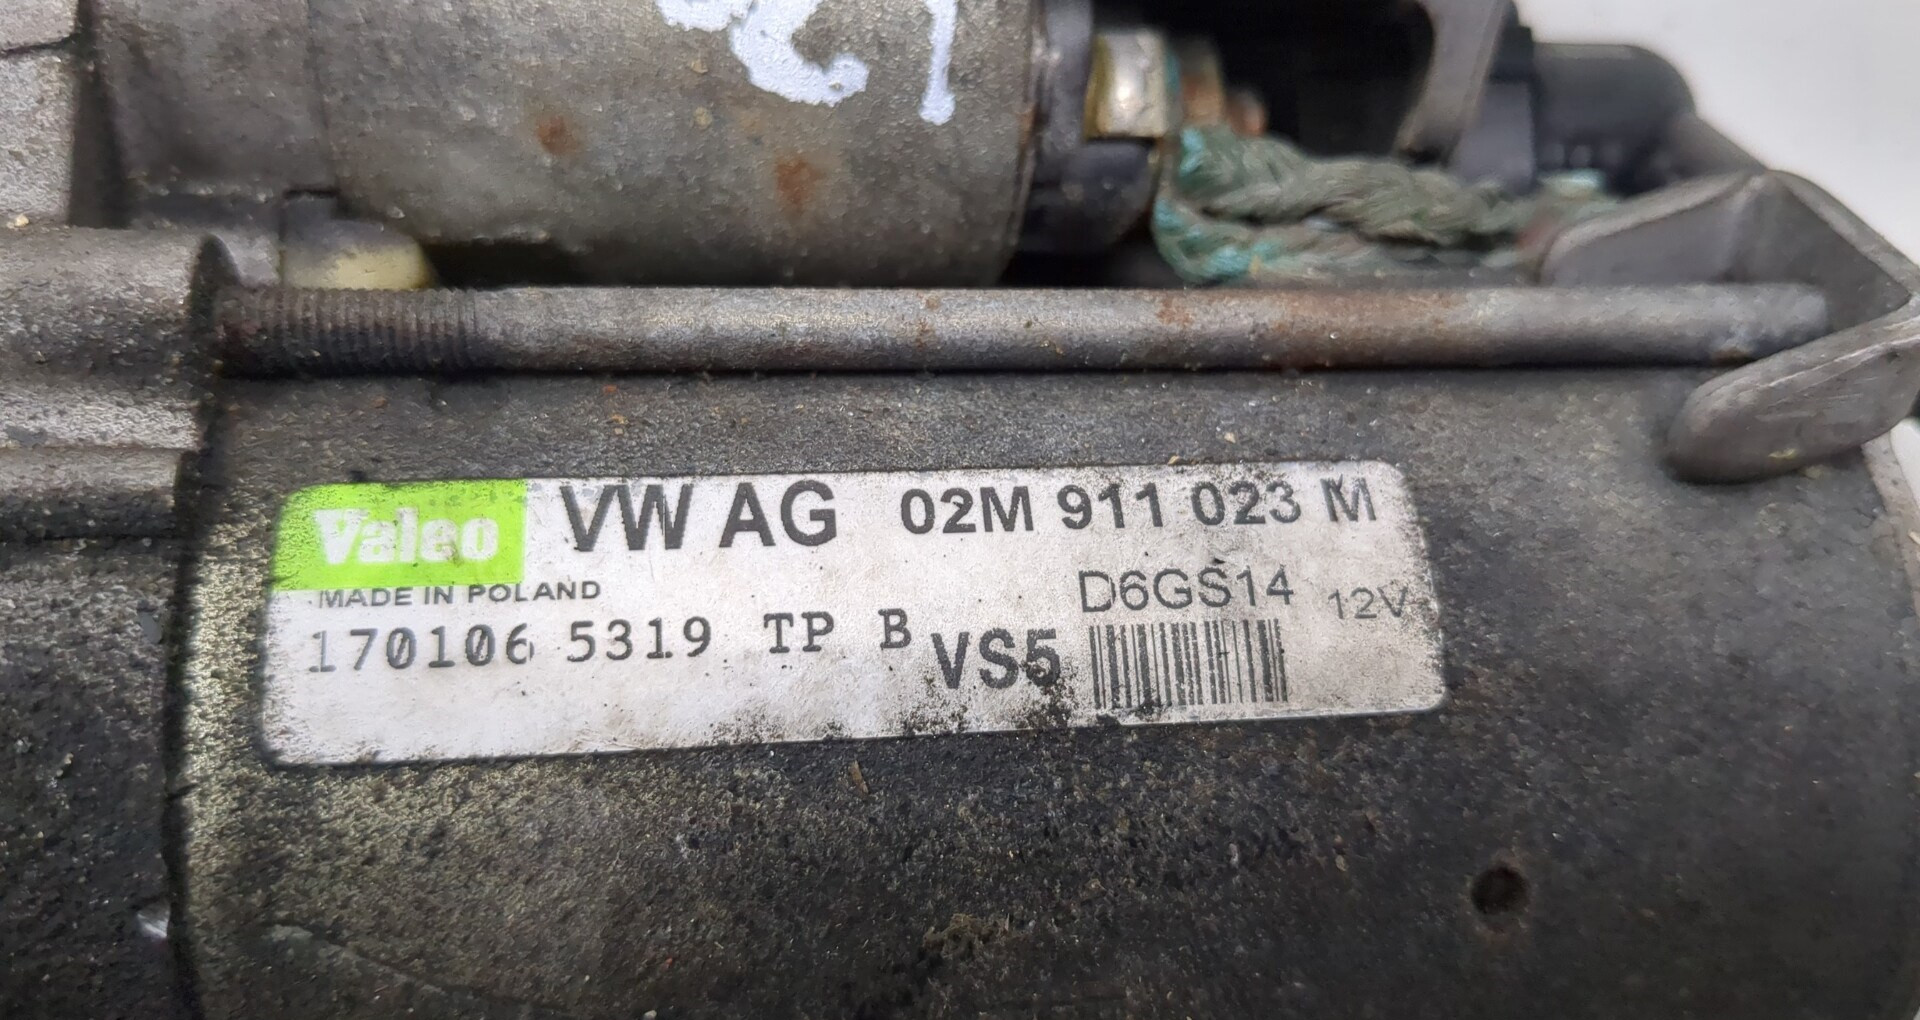 Valeo VW AG 02M 911 023 M
MADE IN POLAND D6GS14 12V
170106 5319 TP B VS5